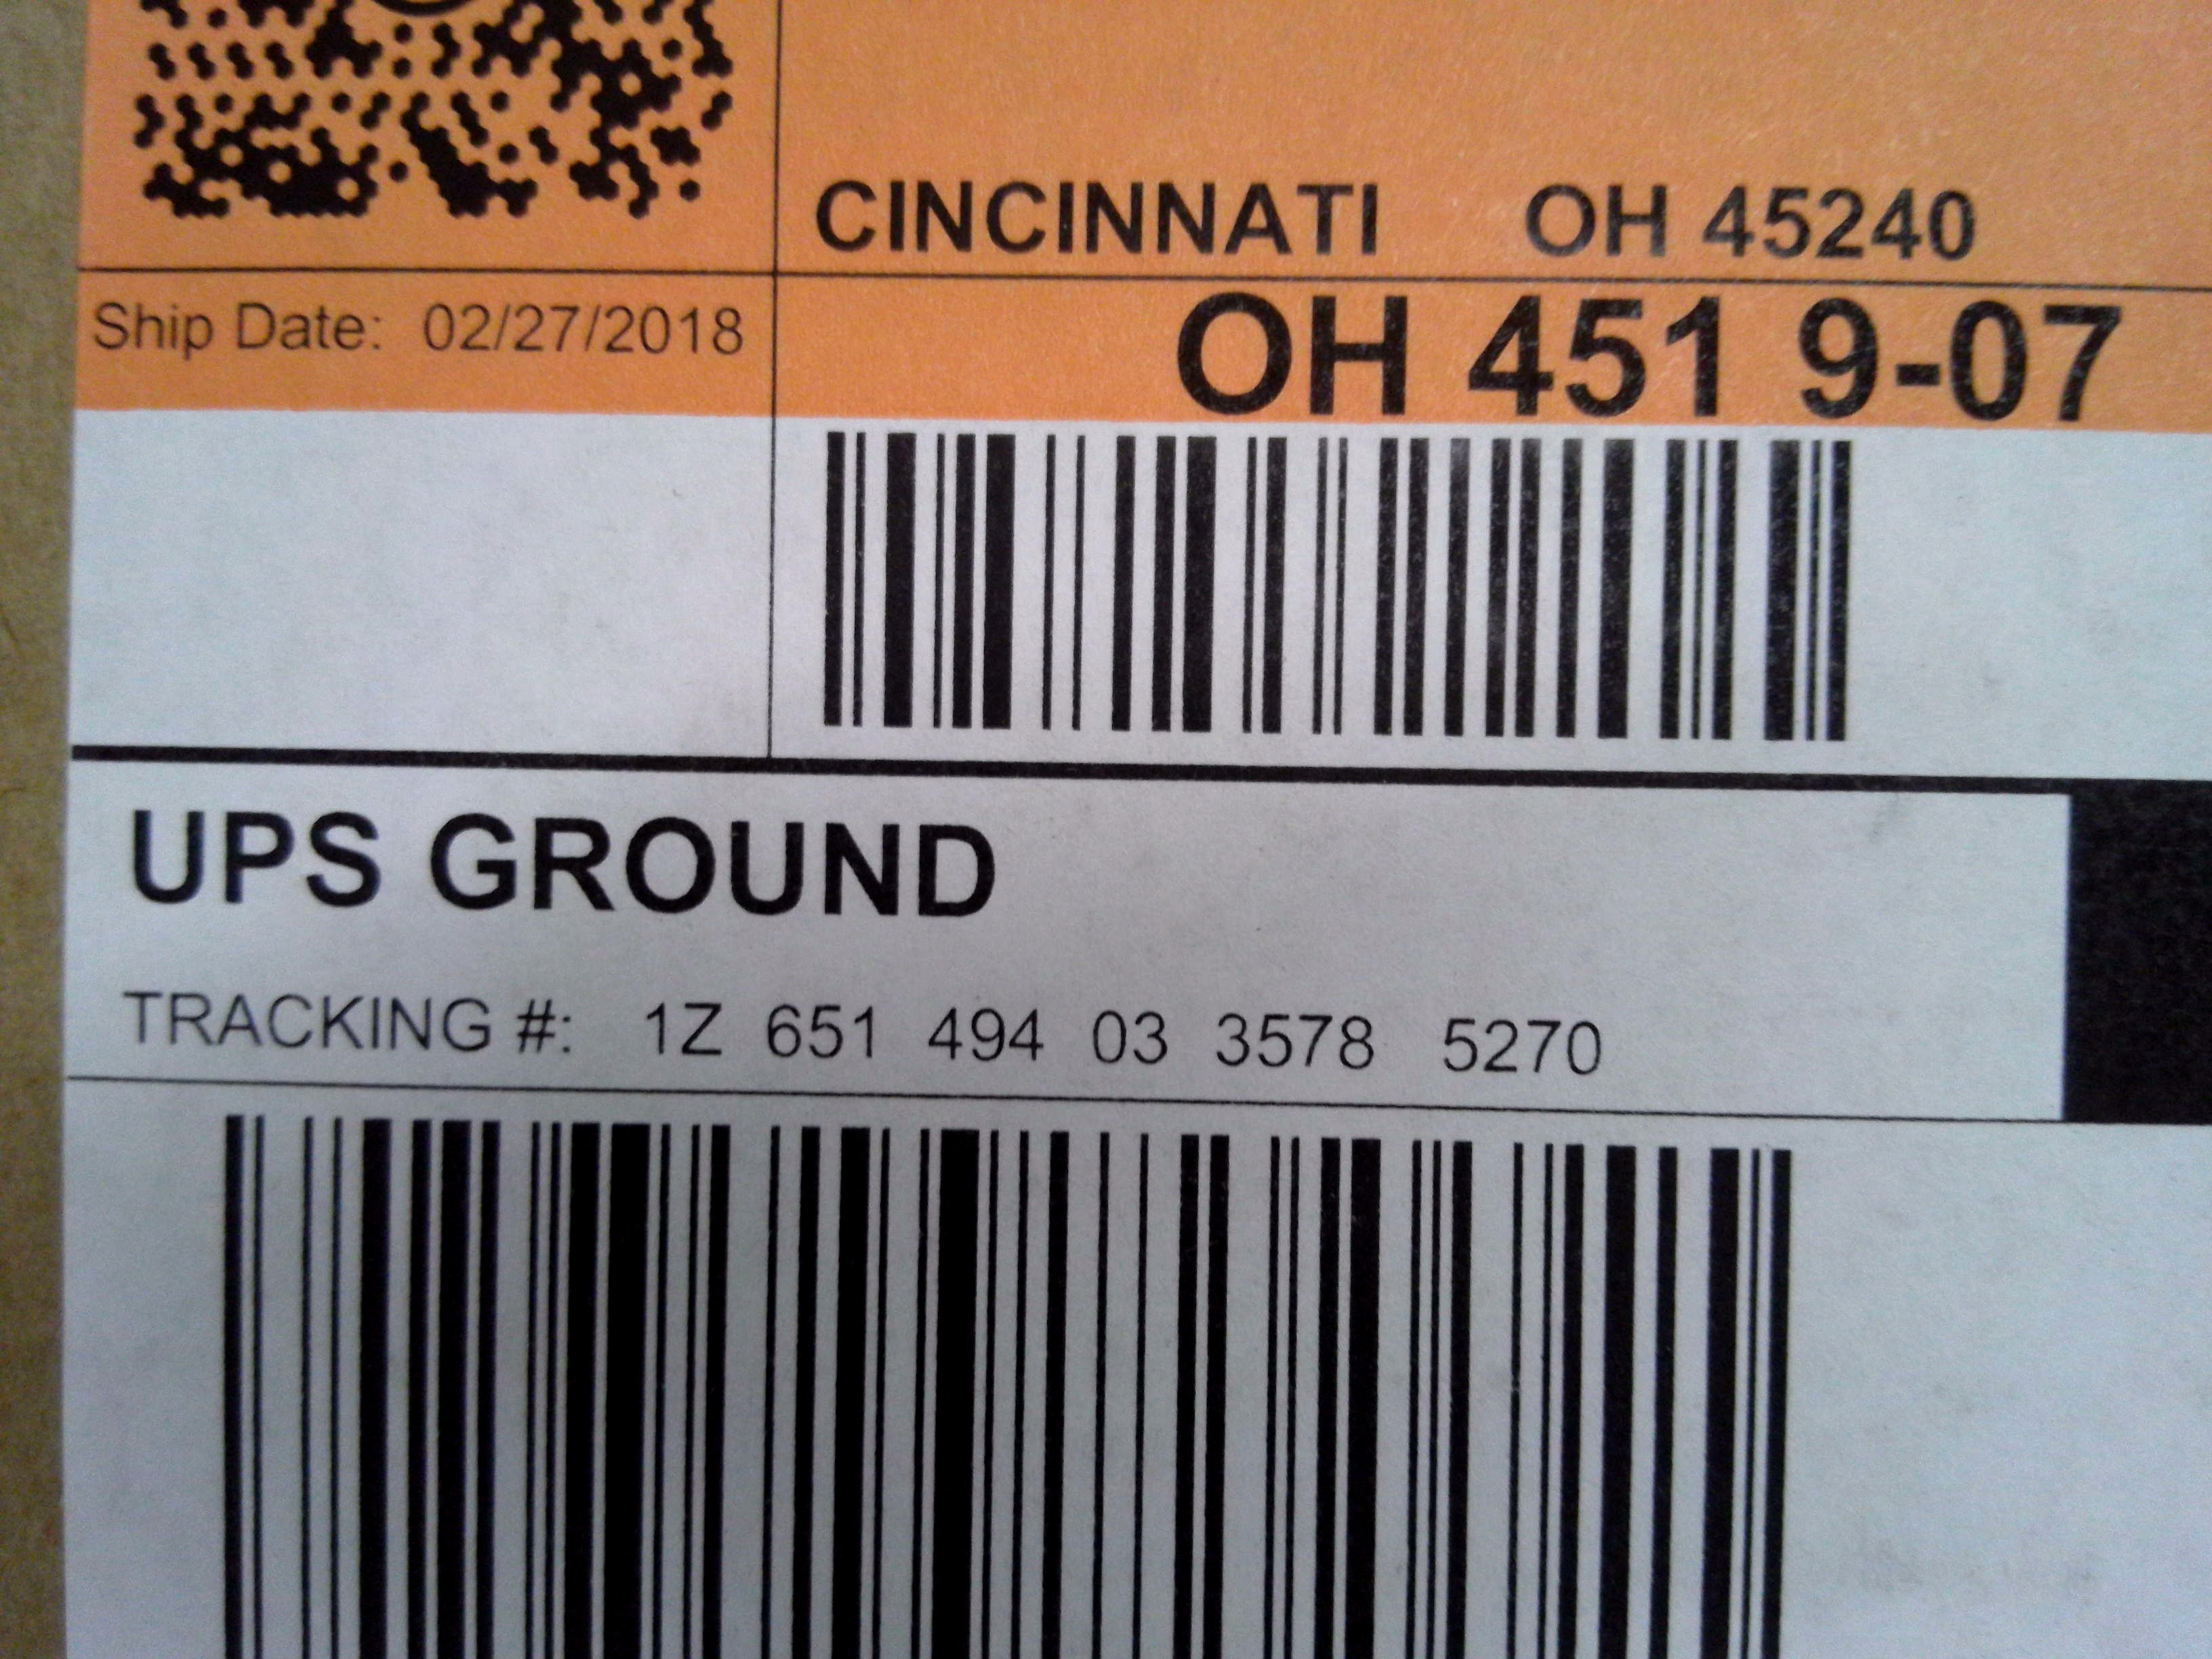 CINCINNATI OH 45240
Ship Date: 02/27/2018
OH 451 9-07
UPS GROUND
TRACKING #: 1Z 651 494 03 3578 5270